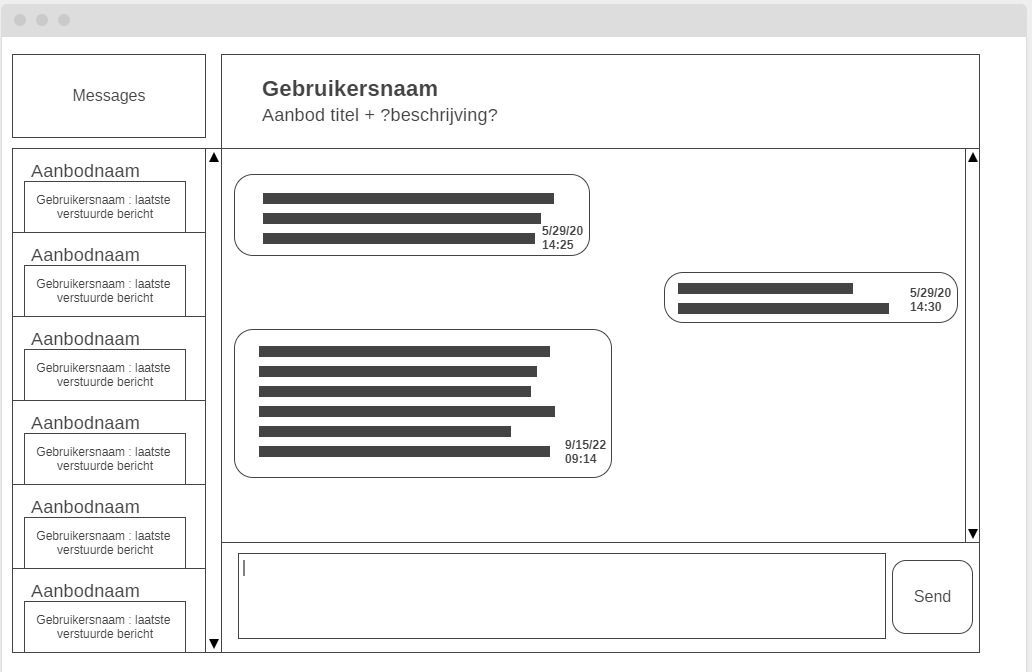 Messages
Gebruikersnaam
Aanbod titel + ?beschrijving?
Aanbodnaam
Gebruikersnaam : laatste
verstuurde bericht
Aanbodnaam
Gebruikersnaam : laatste
verstuurde bericht
Aanbodnaam
Gebruikersnaam : laatste
verstuurde bericht
Aanbodnaam
Gebruikersnaam : laatste
verstuurde bericht
Aanbodnaam
Gebruikersnaam : laatste
verstuurde bericht
Aanbodnaam
Gebruikersnaam : laatste
verstuurde bericht
5/29/20
14:25
5/29/20
14:30
9/15/22
09:14
Send